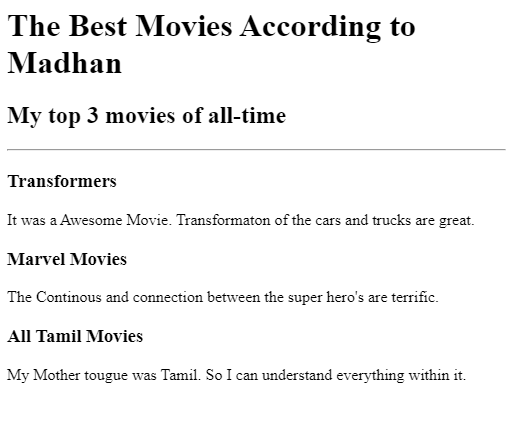 The Best Movies According to
Madhan
My top 3 movies of all-time
Transformers
It was a Awesome Movie. Transformaton of the cars and trucks are great.
Marvel Movies
The Continous and connection between the super hero's are terrific.
All Tamil Movies
My Mother tougue was Tamil. So I can understand everything within it.